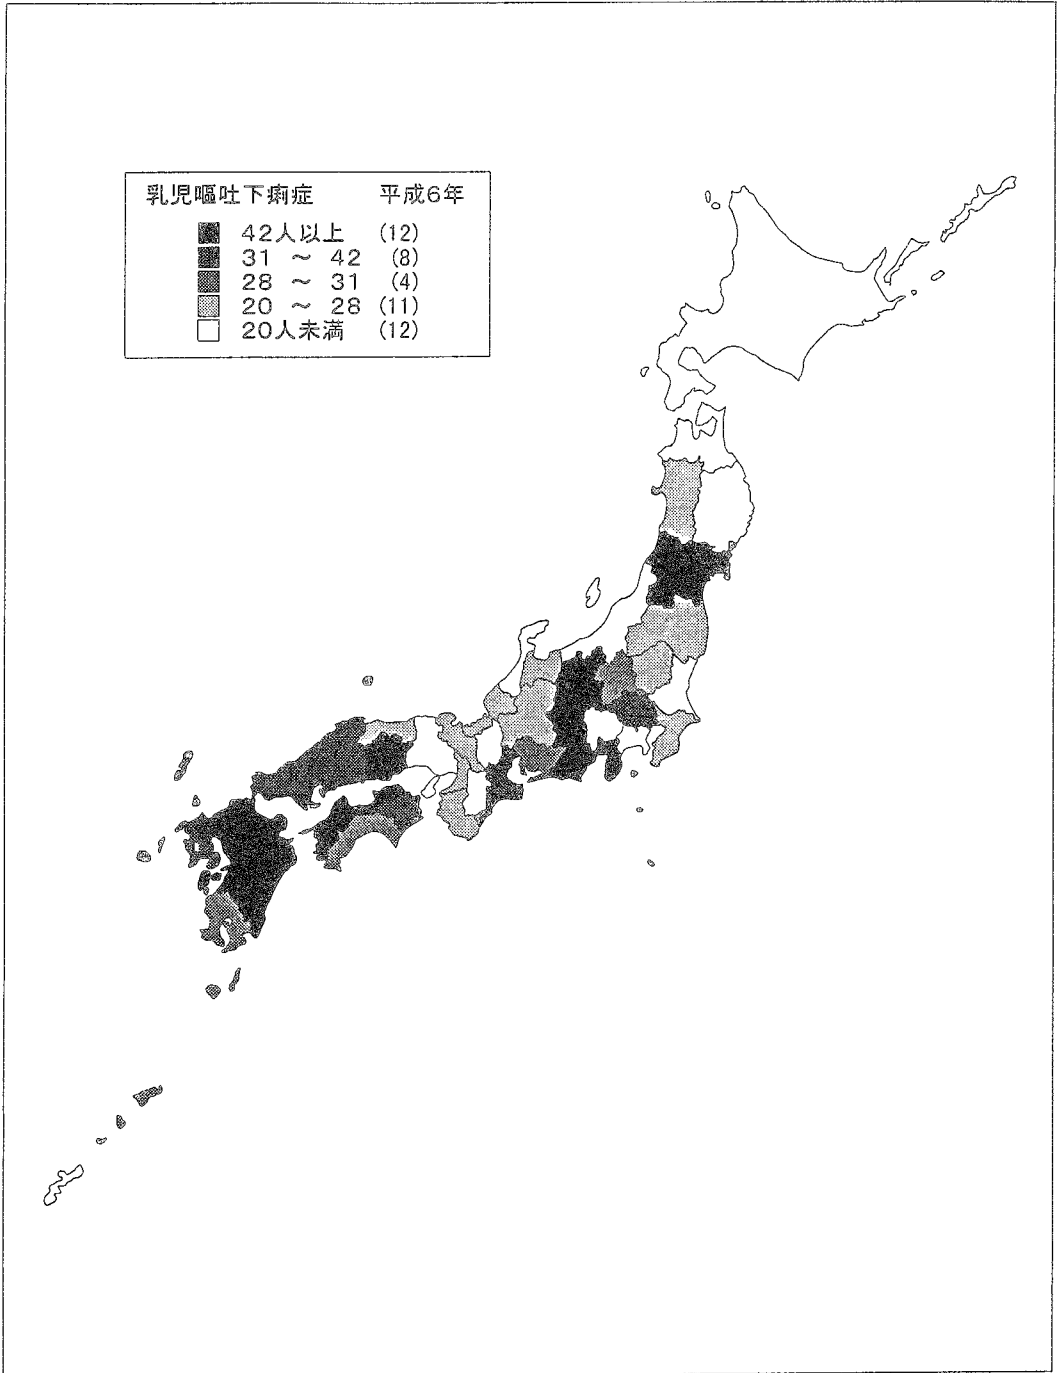 乳児嘔吐下痢症 平成6年
42人以上 (12)
31 ～ 42 (8)
28 ～ 31 (4)
20 ～ 28 (11)
20人未満 (12)